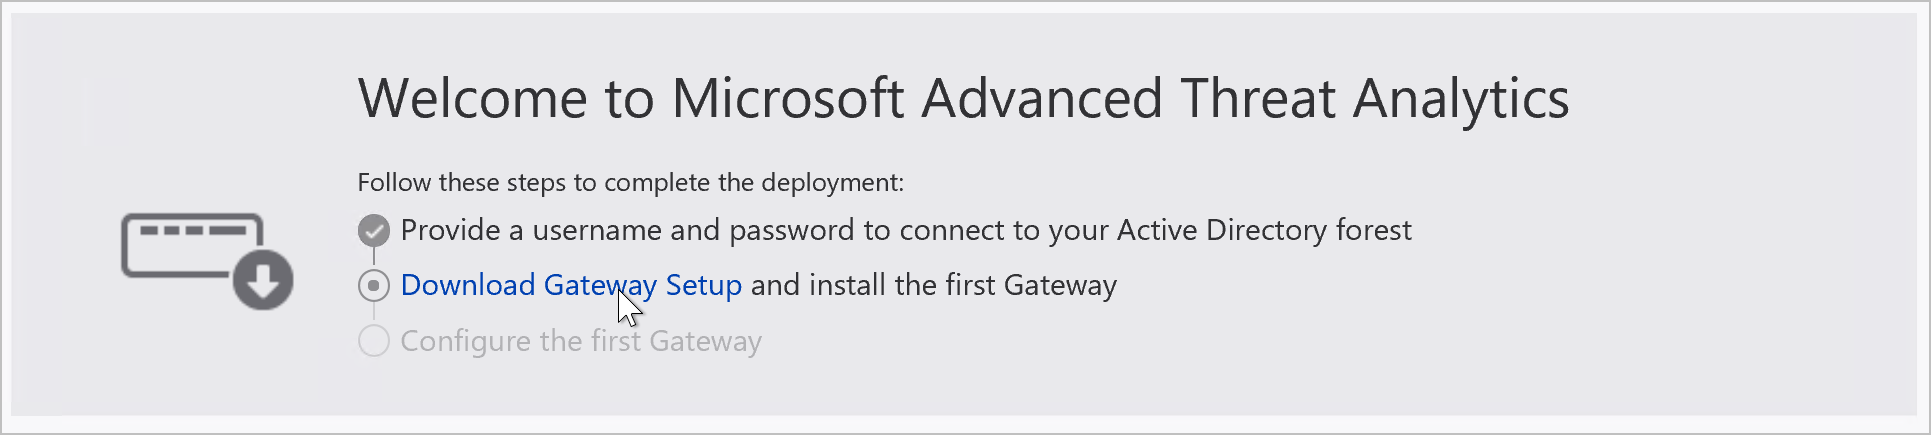 Welcome to Microsoft Advanced Threat Analytics
Follow these steps to complete the deployment:
Provide a username and password to connect to your Active Directory forest
Download Gateway Setup and install the first Gateway
Configure the first Gateway